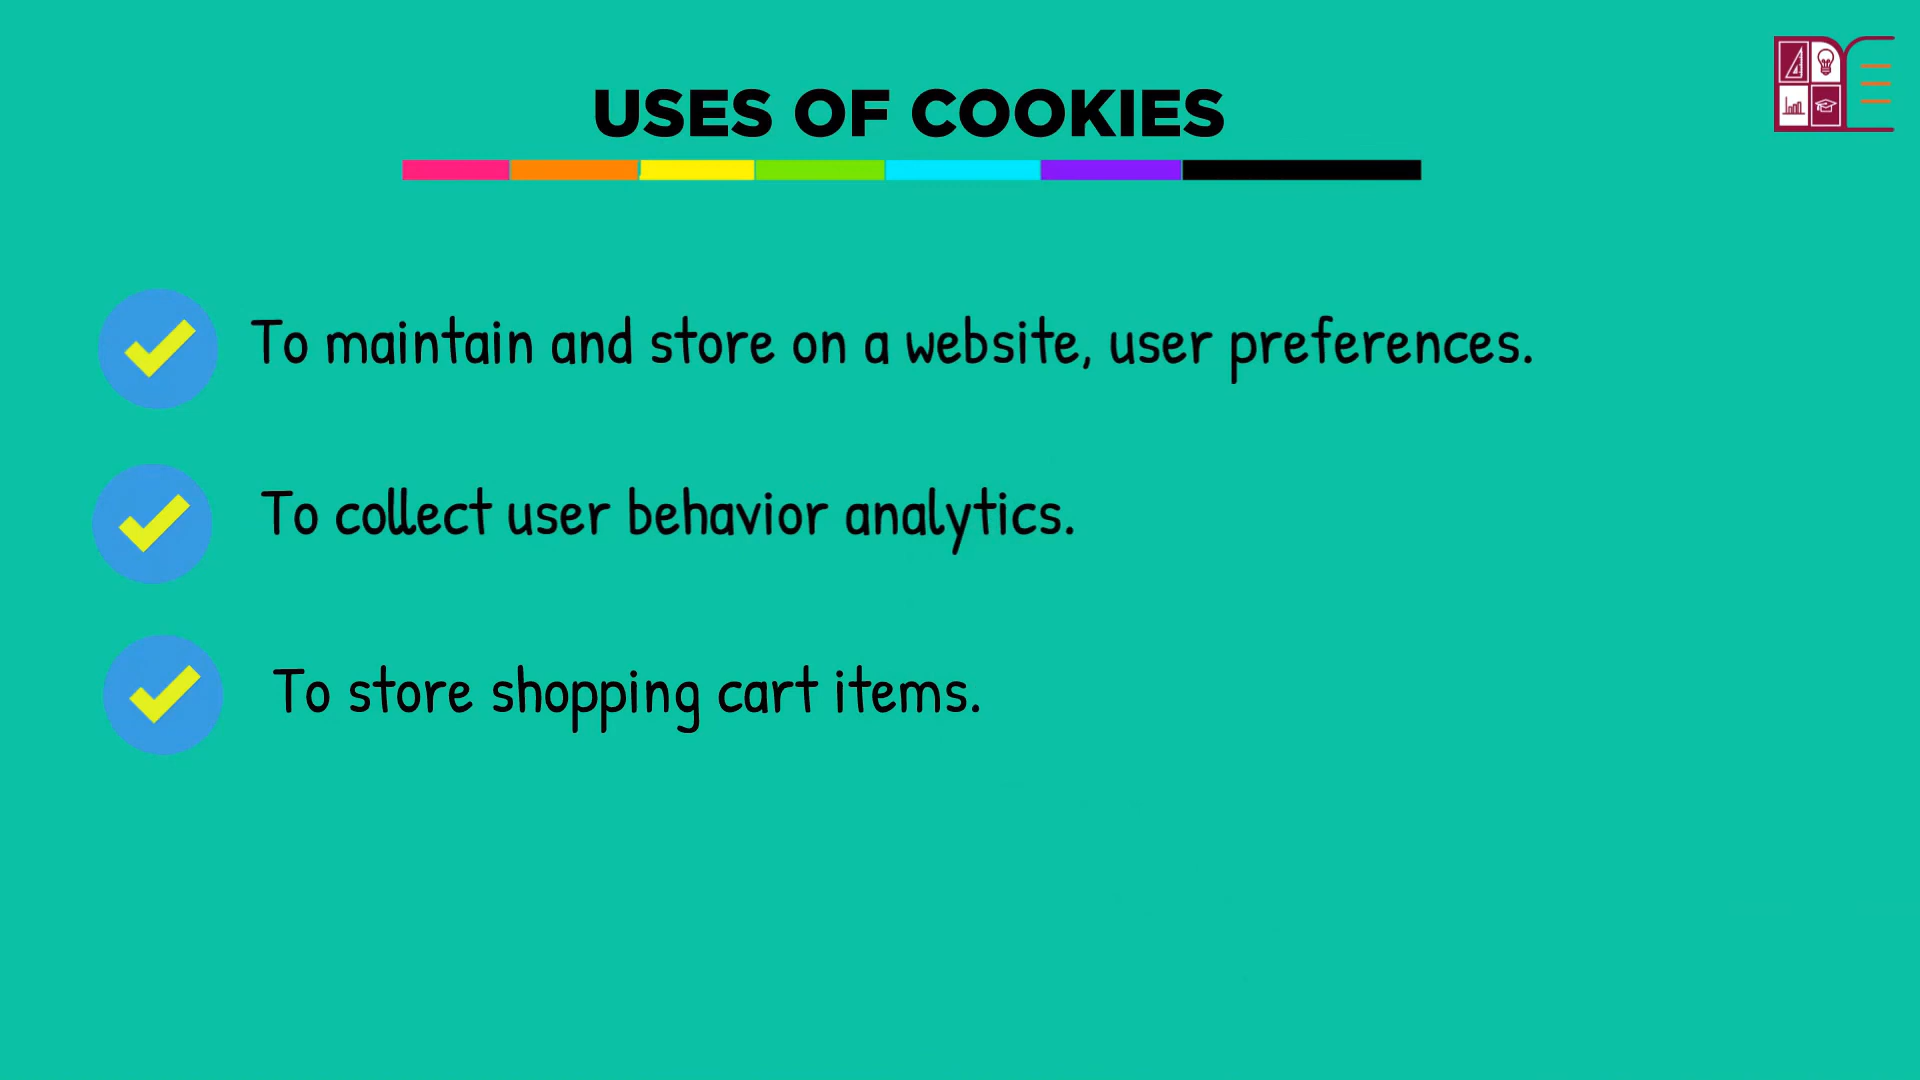 USES OF COOKIES
To maintain and store on a website, user preferences.
To collect user behavior analytics.
To store shopping cart items.